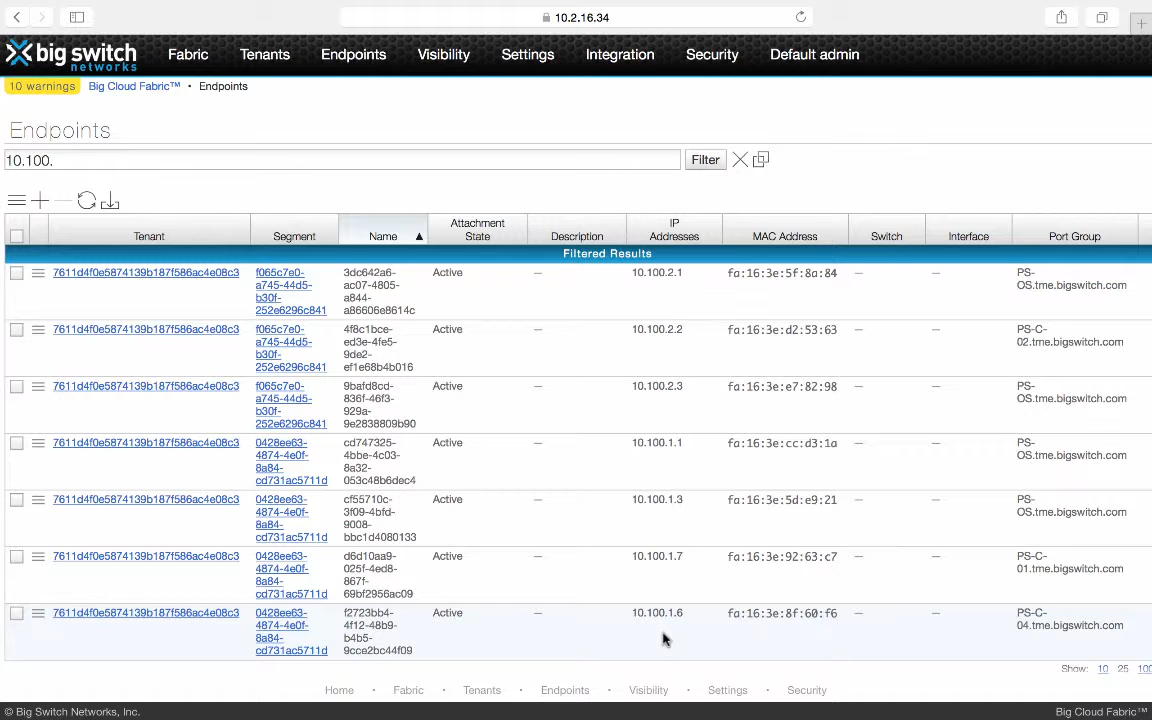 10.2.16.34
big switch
networks
Fabric Tenants Endpoints Visibility Settings Integration Security Default admin
10 warnings Big Cloud Fabric™ • Endpoints
Endpoints
10.100. Filter
Tenant Segment Name ▲ Attachment State Description IP Addresses MAC Address Switch Interface Port Group
Filtered Results
7611d4f0e5874139b187f586ac4e08c3 f065c7e0- 3dc642a6- Active — 10.100.2.1 fa:16:3e:5f:8a:84 — — PS-
a745-44d5- ac07-4805- OS.tme.bigswitch.com
b30f- a844-
252e6296c841 a86606e8614c
7611d4f0e5874139b187f586ac4e08c3 f065c7e0- 4f8c1bce- Active — 10.100.2.2 fa:16:3e:d2:53:63 — — PS-C-
a745-44d5- ed3e-4fe5- 02.tme.bigswitch.com
b30f- 9de2-
252e6296c841 ef1e68b4b016
7611d4f0e5874139b187f586ac4e08c3 f065c7e0- 9bafd8cd- Active — 10.100.2.3 fa:16:3e:e7:82:98 — — PS-
a745-44d5- 836f-46f3- OS.tme.bigswitch.com
b30f- 929a-
252e6296c841 9e2838809b90
7611d4f0e5874139b187f586ac4e08c3 0428ee63- cd747325- Active — 10.100.1.1 fa:16:3e:cc:d3:1a — — PS-
4874-4e0f- 4bbe-4c03- OS.tme.bigswitch.com
8a84- 8a32-
cd731ac5711d 053c48b6dec4
7611d4f0e5874139b187f586ac4e08c3 0428ee63- cf55710c- Active — 10.100.1.3 fa:16:3e:5d:e9:21 — — PS-
4874-4e0f- 3f09-4bfd- OS.tme.bigswitch.com
8a84- 9008-
cd731ac5711d bbc1d4080133
7611d4f0e5874139b187f586ac4e08c3 0428ee63- d6d10aa9- Active — 10.100.1.7 fa:16:3e:92:63:c7 — — PS-C-
4874-4e0f- 025f-4ed8- 01.tme.bigswitch.com
8a84- 867f-
cd731ac5711d 69bf2956ac09
7611d4f0e5874139b187f586ac4e08c3 0428ee63- f2723bb4- Active — 10.100.1.6 fa:16:3e:8f:60:f6 — — PS-C-
4874-4e0f- 4f12-48b9- 04.tme.bigswitch.com
8a84- b4b5-
cd731ac5711d 9cce2bc44f09
Show: 10 25 100
Home • Fabric • Tenants • Endpoints • Visibility • Settings • Security
© Big Switch Networks, Inc. Big Cloud Fabric™